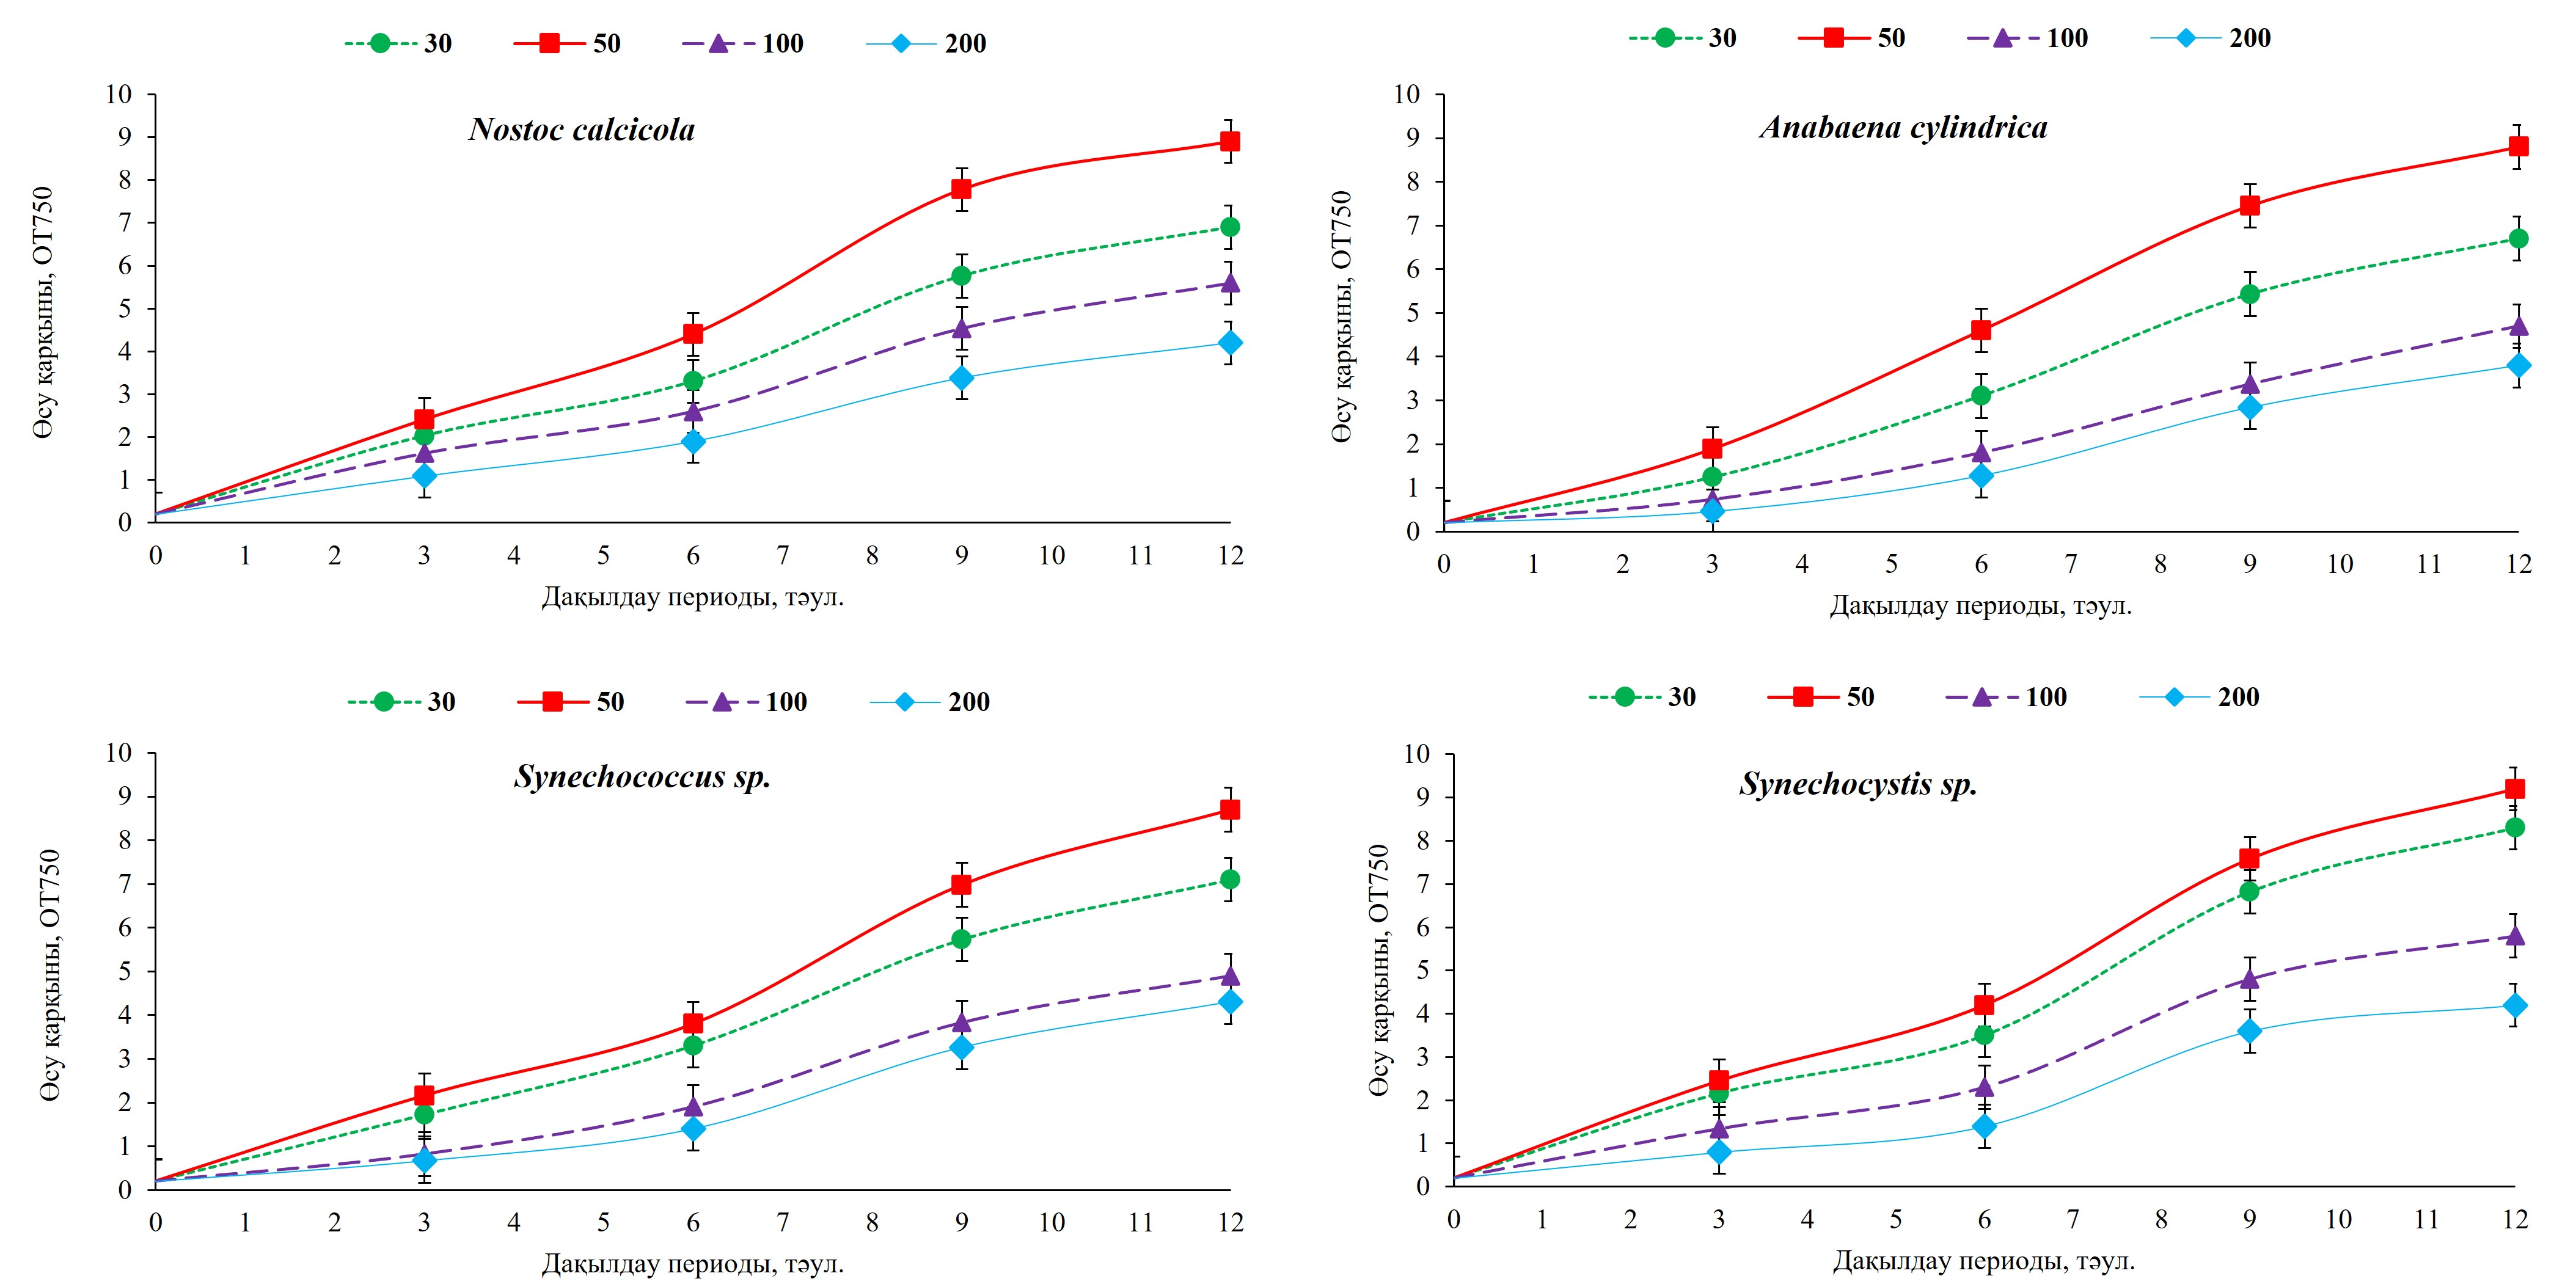 30 50 100 200
Nostoc calcicola
10
9
8
7
6
5
4
3
2
1
0
Өсу қарқыны, ОТ750
0 1 2 3 4 5 6 7 8 9 10 11 12
Дақылдау периоды, тәул.
30 50 100 200
Anabaena cylindrica
10
9
8
7
6
5
4
3
2
1
0
Өсу қарқыны, ОТ750
0 1 2 3 4 5 6 7 8 9 10 11 12
Дақылдау периоды, тәул.
30 50 100 200
Synechococcus sp.
10
9
8
7
6
5
4
3
2
1
0
Өсу қарқыны, ОТ750
0 1 2 3 4 5 6 7 8 9 10 11 12
Дақылдау периоды, тәул.
30 50 100 200
Synechocystis sp.
10
9
8
7
6
5
4
3
2
1
0
Өсу қарқыны, ОТ750
0 1 2 3 4 5 6 7 8 9 10 11 12
Дақылдау периоды, тәул.